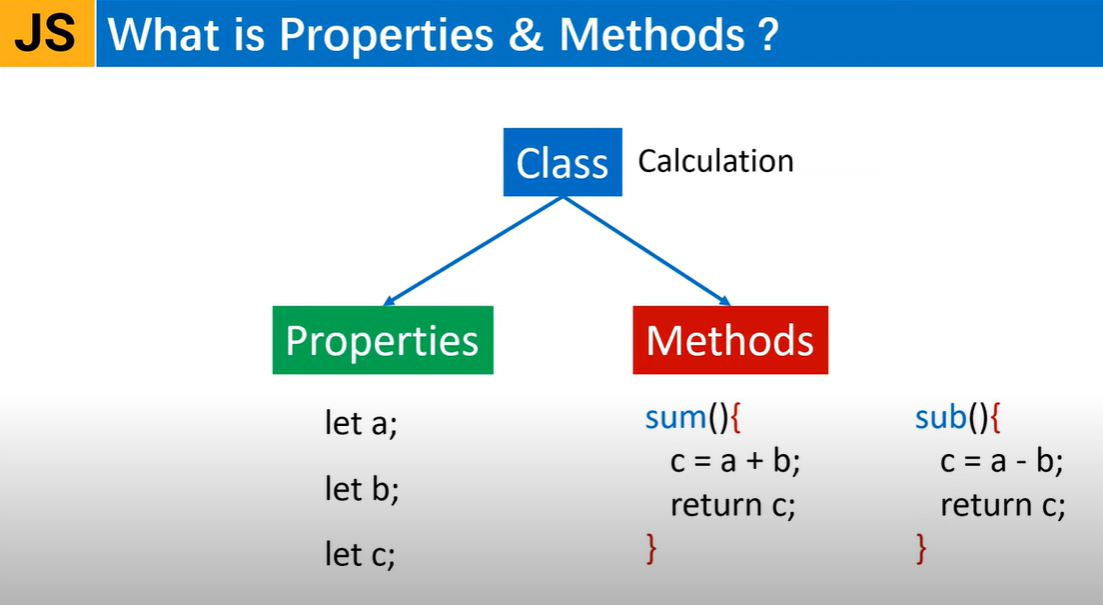 JS What is Properties & Methods ?
Class Calculation
Properties
Methods
let a;
let b;
let c;
sum(){
c = a + b;
return c;
}
sub(){
c = a - b;
return c;
}